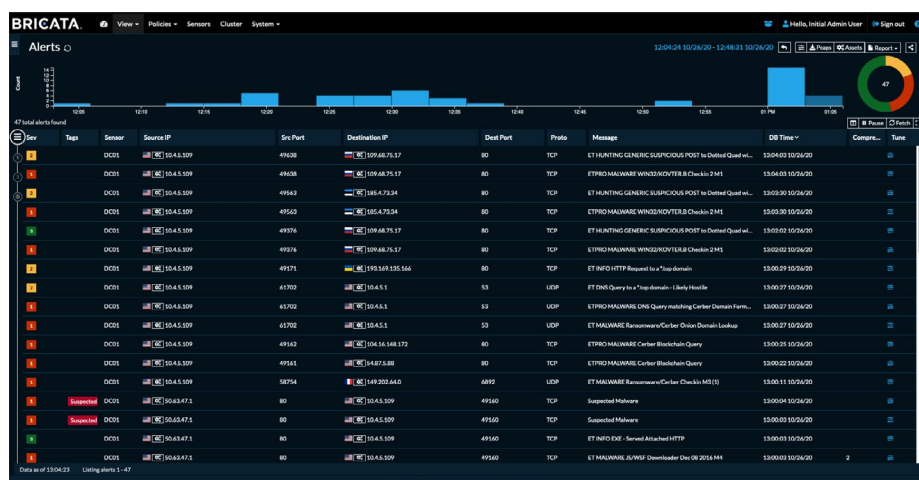 BRICATA View Policies Sensors Cluster System Hello, Initial Admin User Sign out
Alerts 12:04:24 10/26/20 - 12:48:31 10/26/20 Pcaps Assets Report
Count
14
12
10
8
6
4
2
0
12:05 12:10 12:15 12:20 12:25 12:30 12:35 12:40 12:45 12:50 12:55 01 PM 01:05
47
47 total alerts found Pause Fetch
Sev Tags Sensor Source IP Src Port Destination IP Dest Port Proto Message DB Time Compre... Tune
2 DC01 10.4.5.109 49638 109.68.75.17 80 TCP ET HUNTING GENERIC SUSPICIOUS POST to Dotted Quad wi... 13:04:03 10/26/20
1 DC01 10.4.5.109 49638 109.68.75.17 80 TCP ETPRO MALWARE WIN32/KOVTER.B Checkin 2 M1 13:04:03 10/26/20
2 DC01 10.4.5.109 49563 185.4.73.34 80 TCP ET HUNTING GENERIC SUSPICIOUS POST to Dotted Quad wi... 13:03:30 10/26/20
1 DC01 10.4.5.109 49563 185.4.73.34 80 TCP ETPRO MALWARE WIN32/KOVTER.B Checkin 2 M1 13:03:30 10/26/20
3 DC01 10.4.5.109 49376 109.68.75.17 80 TCP ET HUNTING GENERIC SUSPICIOUS POST to Dotted Quad wi... 13:02:02 10/26/20
1 DC01 10.4.5.109 49376 109.68.75.17 80 TCP ETPRO MALWARE WIN32/KOVTER.B Checkin 2 M1 13:02:02 10/26/20
2 DC01 10.4.5.109 49171 193.169.135.166 80 TCP ET INFO HTTP Request to a *.top domain 13:00:29 10/26/20
2 DC01 10.4.5.109 61702 10.4.5.1 53 UDP ET DNS Query to a *.top domain - Likely Hostile 13:00:27 10/26/20
1 DC01 10.4.5.109 61702 10.4.5.1 53 UDP ETPRO MALWARE DNS Query matching Cerber Domain Form... 13:00:27 10/26/20
1 DC01 10.4.5.109 61702 10.4.5.1 53 UDP ET MALWARE Ransomware/Cerber Onion Domain Lookup 13:00:27 10/26/20
1 DC01 10.4.5.109 49162 104.16.148.172 80 TCP ETPRO MALWARE Cerber Blockchain Query 13:00:25 10/26/20
1 DC01 10.4.5.109 49161 54.87.5.88 80 TCP ETPRO MALWARE Cerber Blockchain Query 13:00:22 10/26/20
1 DC01 10.4.5.109 58754 149.202.64.0 6892 UDP ET MALWARE Ransomware/Cerber Checkin M3 (1) 13:00:11 10/26/20
1 Suspected DC01 50.63.47.1 80 10.4.5.109 49160 TCP Suspected Malware 13:00:04 10/26/20
1 Suspected DC01 50.63.47.1 80 10.4.5.109 49160 TCP Suspected Malware 13:00:03 10/26/20
3 DC01 50.63.47.1 80 10.4.5.109 49160 TCP ET INFO EXE - Served Attached HTTP 13:00:03 10/26/20
1 DC01 50.63.47.1 80 10.4.5.109 49160 TCP ET MALWARE JS/WSF Downloader Dec 08 2016 M4 13:00:03 10/26/20 2
Data as of 13:04:23 Listing alerts 1 - 47